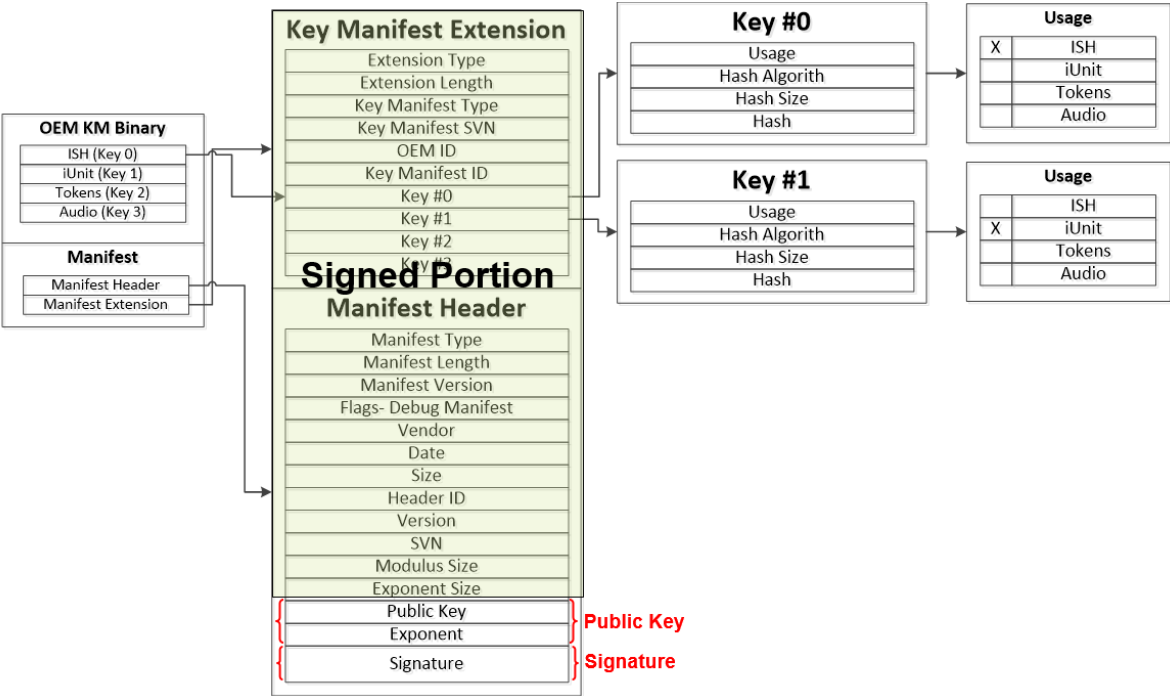 OEM KM Binary
ISH (Key 0)
iUnit (Key 1)
Tokens (Key 2)
Audio (Key 3)
Manifest
Manifest Header
Manifest Extension
Key Manifest Extension
Extension Type
Extension Length
Key Manifest Type
Key Manifest SVN
OEM ID
Key Manifest ID
Key #0
Key #1
Key #2
Key #3
Signed Portion
Manifest Header
Manifest Type
Manifest Length
Manifest Version
Flags- Debug Manifest
Vendor
Date
Size
Header ID
Version
SVN
Modulus Size
Exponent Size
Public Key
Exponent
Signature
Public Key
Signature
Key #0
Usage
Hash Algorith
Hash Size
Hash
Usage
X ISH
iUnit
Tokens
Audio
Key #1
Usage
Hash Algorith
Hash Size
Hash
Usage
ISH
X iUnit
Tokens
Audio